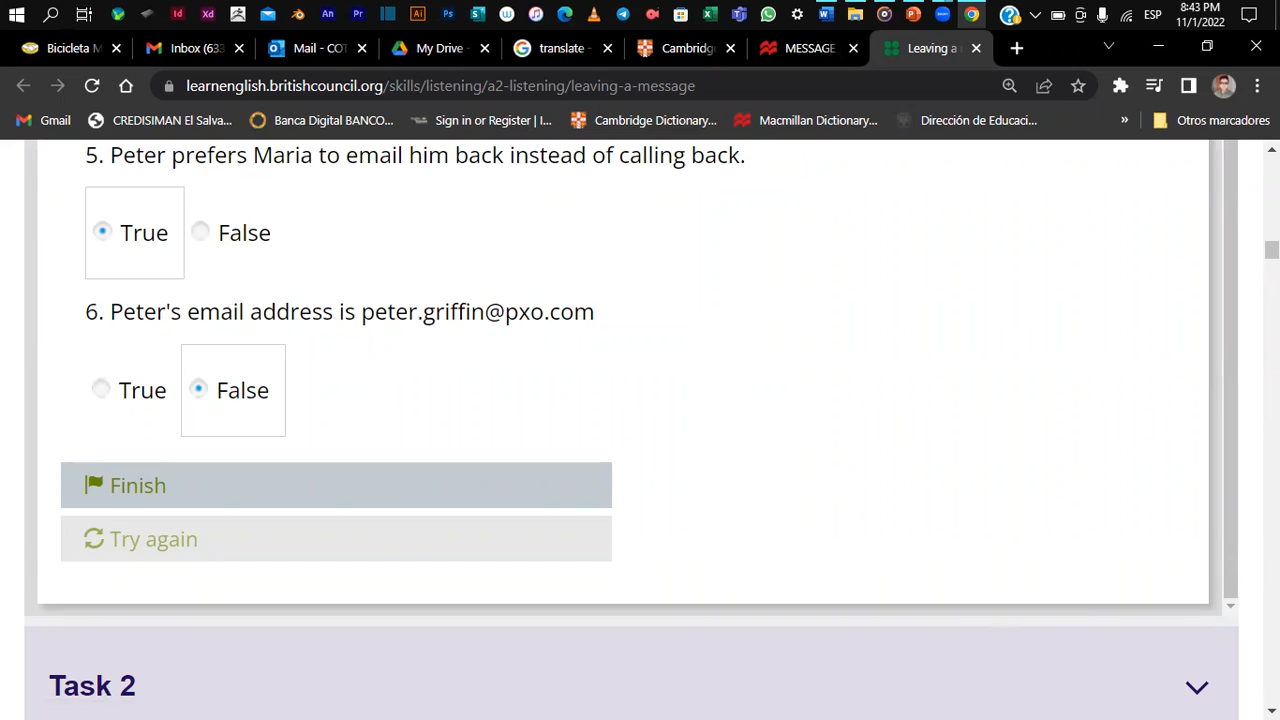 8:43 PM
ESP
11/1/2022
Bicicleta M
Inbox (633
Mail - COT
My Drive -
translate -
Cambridg
MESSAGE
Leaving a
learnenglish.britishcouncil.org/skills/listening/a2-listening/leaving-a-message
Gmail
CREDISIMAN El Salva...
Banca Digital BANCO...
Sign in or Register | I...
Cambridge Dictionary...
Macmillan Dictionary...
Dirección de Educaci...
»
Otros marcadores
5. Peter prefers Maria to email him back instead of calling back.
True False
6. Peter's email address is peter.griffin@pxo.com
True False
Finish
Try again
Task 2